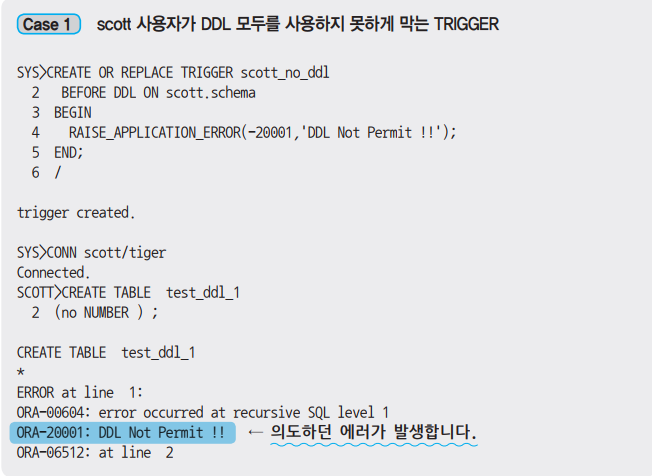 Case 1 scott 사용자가 DDL 모두를 사용하지 못하게 막는 TRIGGER
SYS>CREATE OR REPLACE TRIGGER scott_no_ddl
2 BEFORE DDL ON scott.schema
3 BEGIN
4 RAISE_APPLICATION_ERROR(-20001,'DDL Not Permit !!');
5 END;
6 /
trigger created.
SYS>CONN scott/tiger
Connected.
SCOTT>CREATE TABLE test_ddl_1
2 (no NUMBER ) ;
CREATE TABLE test_ddl_1
*
ERROR at line 1:
ORA-00604: error occurred at recursive SQL level 1
ORA-20001: DDL Not Permit !! ← 의도하던 에러가 발생합니다.
ORA-06512: at line 2